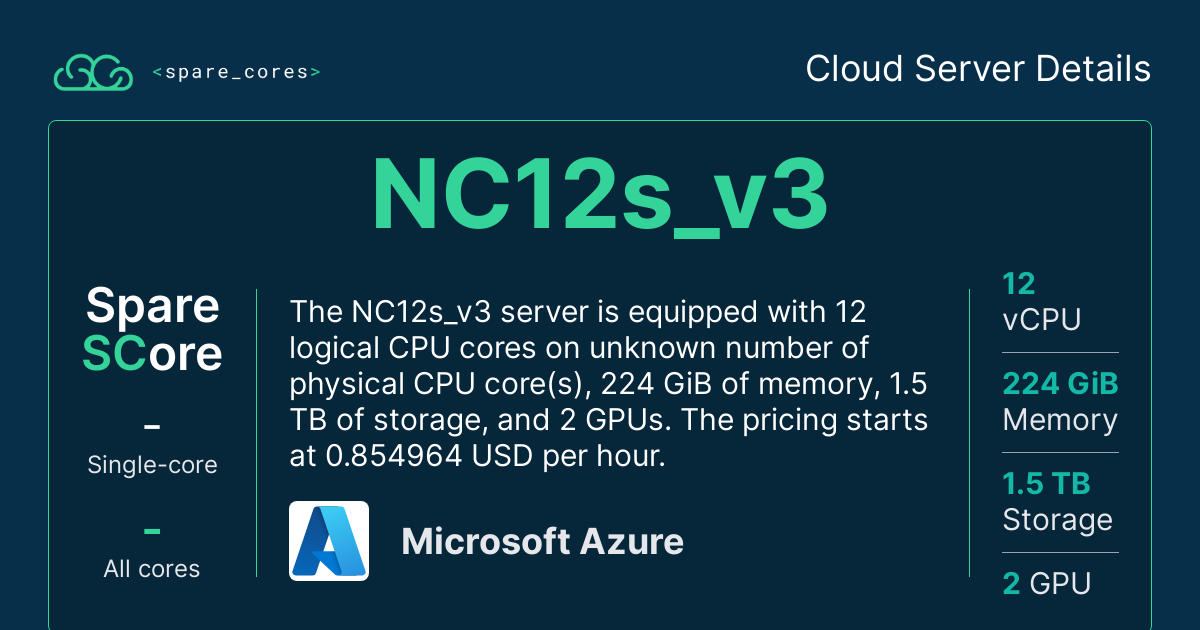 <spare_cores>
Cloud Server Details
NC12s_v3
Spare
SCore
–
Single-core
–
All cores
The NC12s_v3 server is equipped with 12
logical CPU cores on unknown number of
physical CPU core(s), 224 GiB of memory, 1.5
TB of storage, and 2 GPUs. The pricing starts
at 0.854964 USD per hour.
Microsoft Azure
12
vCPU
224 GiB
Memory
1.5 TB
Storage
2 GPU